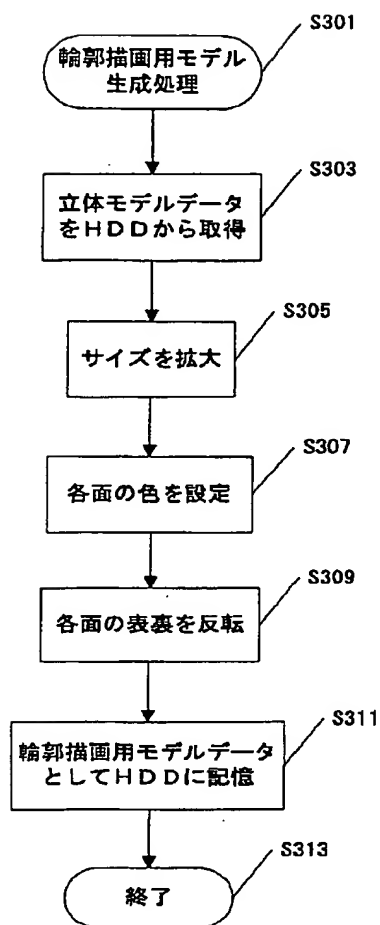 S301
輪郭描画用モデル
生成処理
S303
立体モデルデータ
をHDDから取得
S305
サイズを拡大
S307
各面の色を設定
S309
各面の表裏を反転
S311
輪郭描画用モデルデータ
としてHDDに記憶
S313
終了